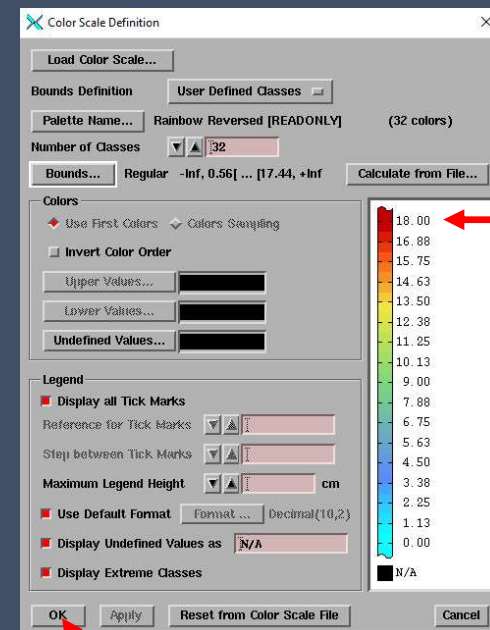 Color Scale Definition
Load Color Scale...
Bounds Definition User Defined Classes
Palette Name... Rainbow Reversed [READONLY] (32 colors)
Number of Classes 32
Bounds... Regular -Inf, 0.56[ ... [17.44, +Inf Calculate from File...
Colors
Use First Colors Colors Sampling
Invert Color Order
Upper Values...
Lower Values...
Undefined Values...
Legend
Display all Tick Marks
Reference for Tick Marks
Step between Tick Marks
Maximum Legend Height cm
Use Default Format Format ... Decimal(10,2)
Display Undefined Values as N/A
Display Extreme Classes
18.00
16.88
15.75
14.63
13.50
12.38
11.25
10.13
9.00
7.88
6.75
5.63
4.50
3.38
2.25
1.13
0.00
N/A
OK Apply Reset from Color Scale File Cancel